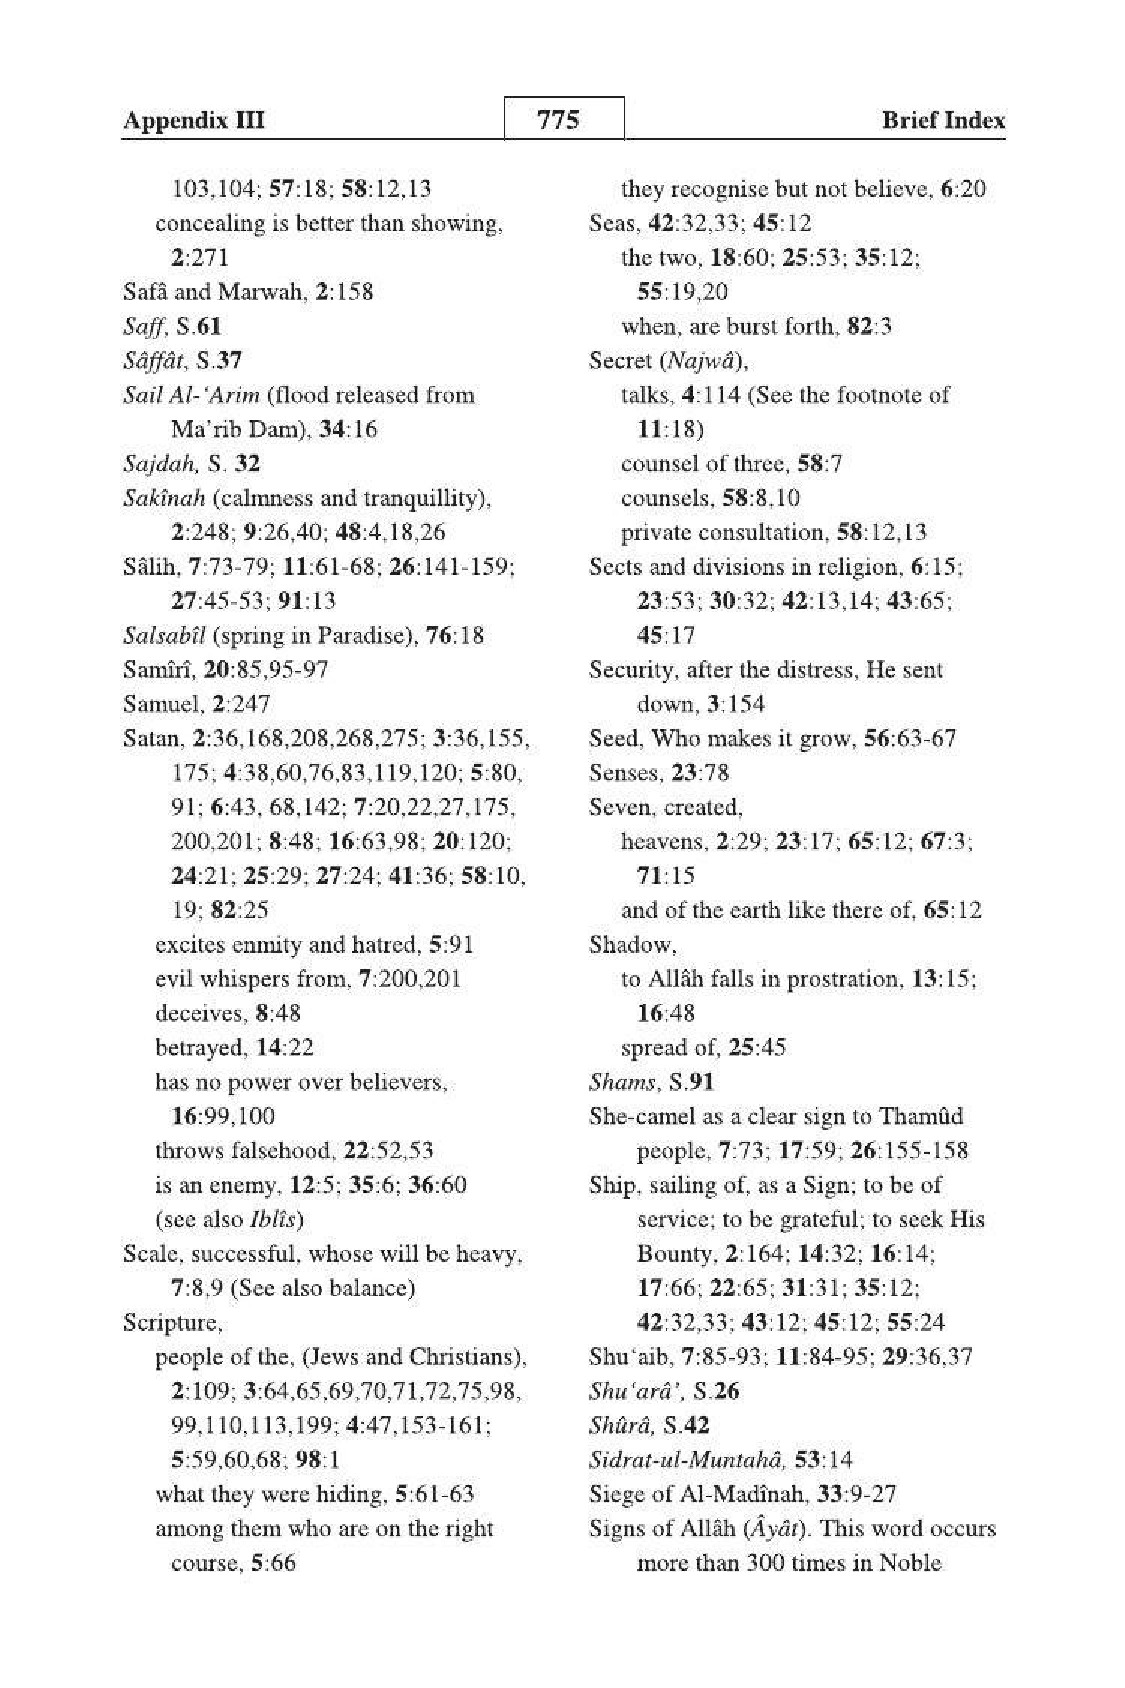 Appendix III 775 Brief Index
103,104; 57:18; 58:12,13
concealing is better than showing,
2:271
Safâ and Marwah, 2:158
Saff, S.61
Sâffât, S.37
Sail Al-‘Arim (flood released from
Ma’rib Dam), 34:16
Sajdah, S. 32
Sakînah (calmness and tranquillity),
2:248; 9:26,40; 48:4,18,26
Sâlih, 7:73-79; 11:61-68; 26:141-159;
27:45-53; 91:13
Salsabîl (spring in Paradise), 76:18
Samîrî, 20:85,95-97
Samuel, 2:247
Satan, 2:36,168,208,268,275; 3:36,155,
175; 4:38,60,76,83,119,120; 5:80,
91; 6:43, 68,142; 7:20,22,27,175,
200,201; 8:48; 16:63,98; 20:120;
24:21; 25:29; 27:24; 41:36; 58:10,
19; 82:25
excites enmity and hatred, 5:91
evil whispers from, 7:200,201
deceives, 8:48
betrayed, 14:22
has no power over believers,
16:99,100
throws falsehood, 22:52,53
is an enemy, 12:5; 35:6; 36:60
(see also Iblîs)
Scale, successful, whose will be heavy,
7:8,9 (See also balance)
Scripture,
people of the, (Jews and Christians),
2:109; 3:64,65,69,70,71,72,75,98,
99,110,113,199; 4:47,153-161;
5:59,60,68; 98:1
what they were hiding, 5:61-63
among them who are on the right
course, 5:66
they recognise but not believe, 6:20
Seas, 42:32,33; 45:12
the two, 18:60; 25:53; 35:12;
55:19,20
when, are burst forth, 82:3
Secret (Najwâ),
talks, 4:114 (See the footnote of
11:18)
counsel of three, 58:7
counsels, 58:8,10
private consultation, 58:12,13
Sects and divisions in religion, 6:15;
23:53; 30:32; 42:13,14; 43:65;
45:17
Security, after the distress, He sent
down, 3:154
Seed, Who makes it grow, 56:63-67
Senses, 23:78
Seven, created,
heavens, 2:29; 23:17; 65:12; 67:3;
71:15
and of the earth like there of, 65:12
Shadow,
to Allâh falls in prostration, 13:15;
16:48
spread of, 25:45
Shams, S.91
She-camel as a clear sign to Thamûd
people, 7:73; 17:59; 26:155-158
Ship, sailing of, as a Sign; to be of
service; to be grateful; to seek His
Bounty, 2:164; 14:32; 16:14;
17:66; 22:65; 31:31; 35:12;
42:32,33; 43:12; 45:12; 55:24
Shu‘aib, 7:85-93; 11:84-95; 29:36,37
Shu‘arâ’, S.26
Shûrâ, S.42
Sidrat-ul-Muntahâ, 53:14
Siege of Al-Madînah, 33:9-27
Signs of Allâh (Âyât). This word occurs
more than 300 times in Noble